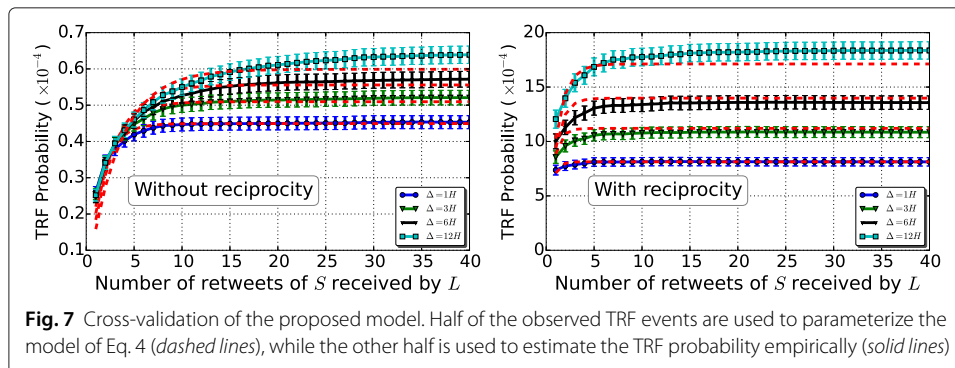 0.7
0.6
0.5
0.4
0.3
0.2
0.1
TRF Probability ( ×10⁻⁴)
0 5 10 15 20 25 30 35 40
Number of retweets of S received by L
Without reciprocity
Δ=1H
Δ=3H
Δ=6H
Δ=12H
20
15
10
5
0
TRF Probability ( ×10⁻⁴)
0 5 10 15 20 25 30 35 40
Number of retweets of S received by L
With reciprocity
Δ=1H
Δ=3H
Δ=6H
Δ=12H
Fig. 7 Cross-validation of the proposed model. Half of the observed TRF events are used to parameterize the
model of Eq. 4 (dashed lines), while the other half is used to estimate the TRF probability empirically (solid lines)